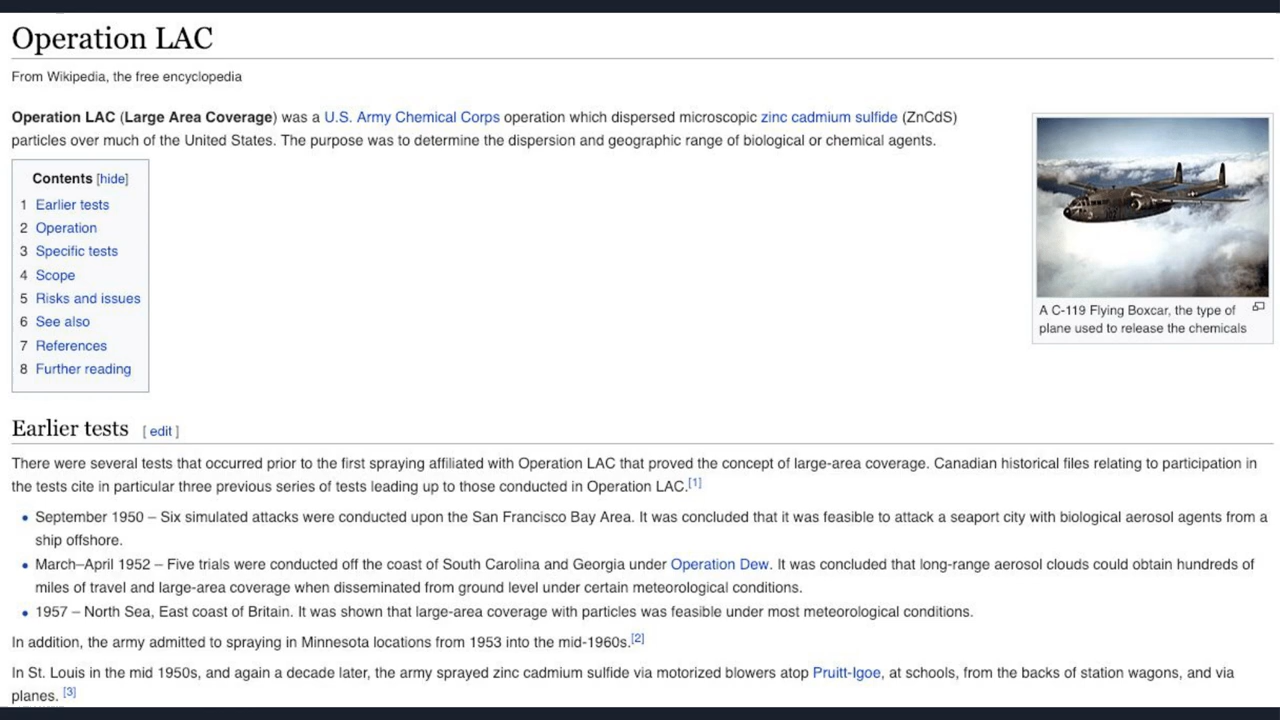 Operation LAC
From Wikipedia, the free encyclopedia
Operation LAC (Large Area Coverage) was a U.S. Army Chemical Corps operation which dispersed microscopic zinc cadmium sulfide (ZnCdS)
particles over much of the United States. The purpose was to determine the dispersion and geographic range of biological or chemical agents.
Contents [hide]
1 Earlier tests
2 Operation
3 Specific tests
4 Scope
5 Risks and issues
6 See also
7 References
8 Further reading
A C-119 Flying Boxcar, the type of
plane used to release the chemicals
Earlier tests [ edit ]
There were several tests that occurred prior to the first spraying affiliated with Operation LAC that proved the concept of large-area coverage. Canadian historical files relating to participation in
the tests cite in particular three previous series of tests leading up to those conducted in Operation LAC.[1]
• September 1950 – Six simulated attacks were conducted upon the San Francisco Bay Area. It was concluded that it was feasible to attack a seaport city with biological aerosol agents from a
ship offshore.
• March–April 1952 – Five trials were conducted off the coast of South Carolina and Georgia under Operation Dew. It was concluded that long-range aerosol clouds could obtain hundreds of
miles of travel and large-area coverage when disseminated from ground level under certain meteorological conditions.
• 1957 – North Sea, East coast of Britain. It was shown that large-area coverage with particles was feasible under most meteorological conditions.
In addition, the army admitted to spraying in Minnesota locations from 1953 into the mid-1960s.[2]
In St. Louis in the mid 1950s, and again a decade later, the army sprayed zinc cadmium sulfide via motorized blowers atop Pruitt-Igoe, at schools, from the backs of station wagons, and via
planes. [3]